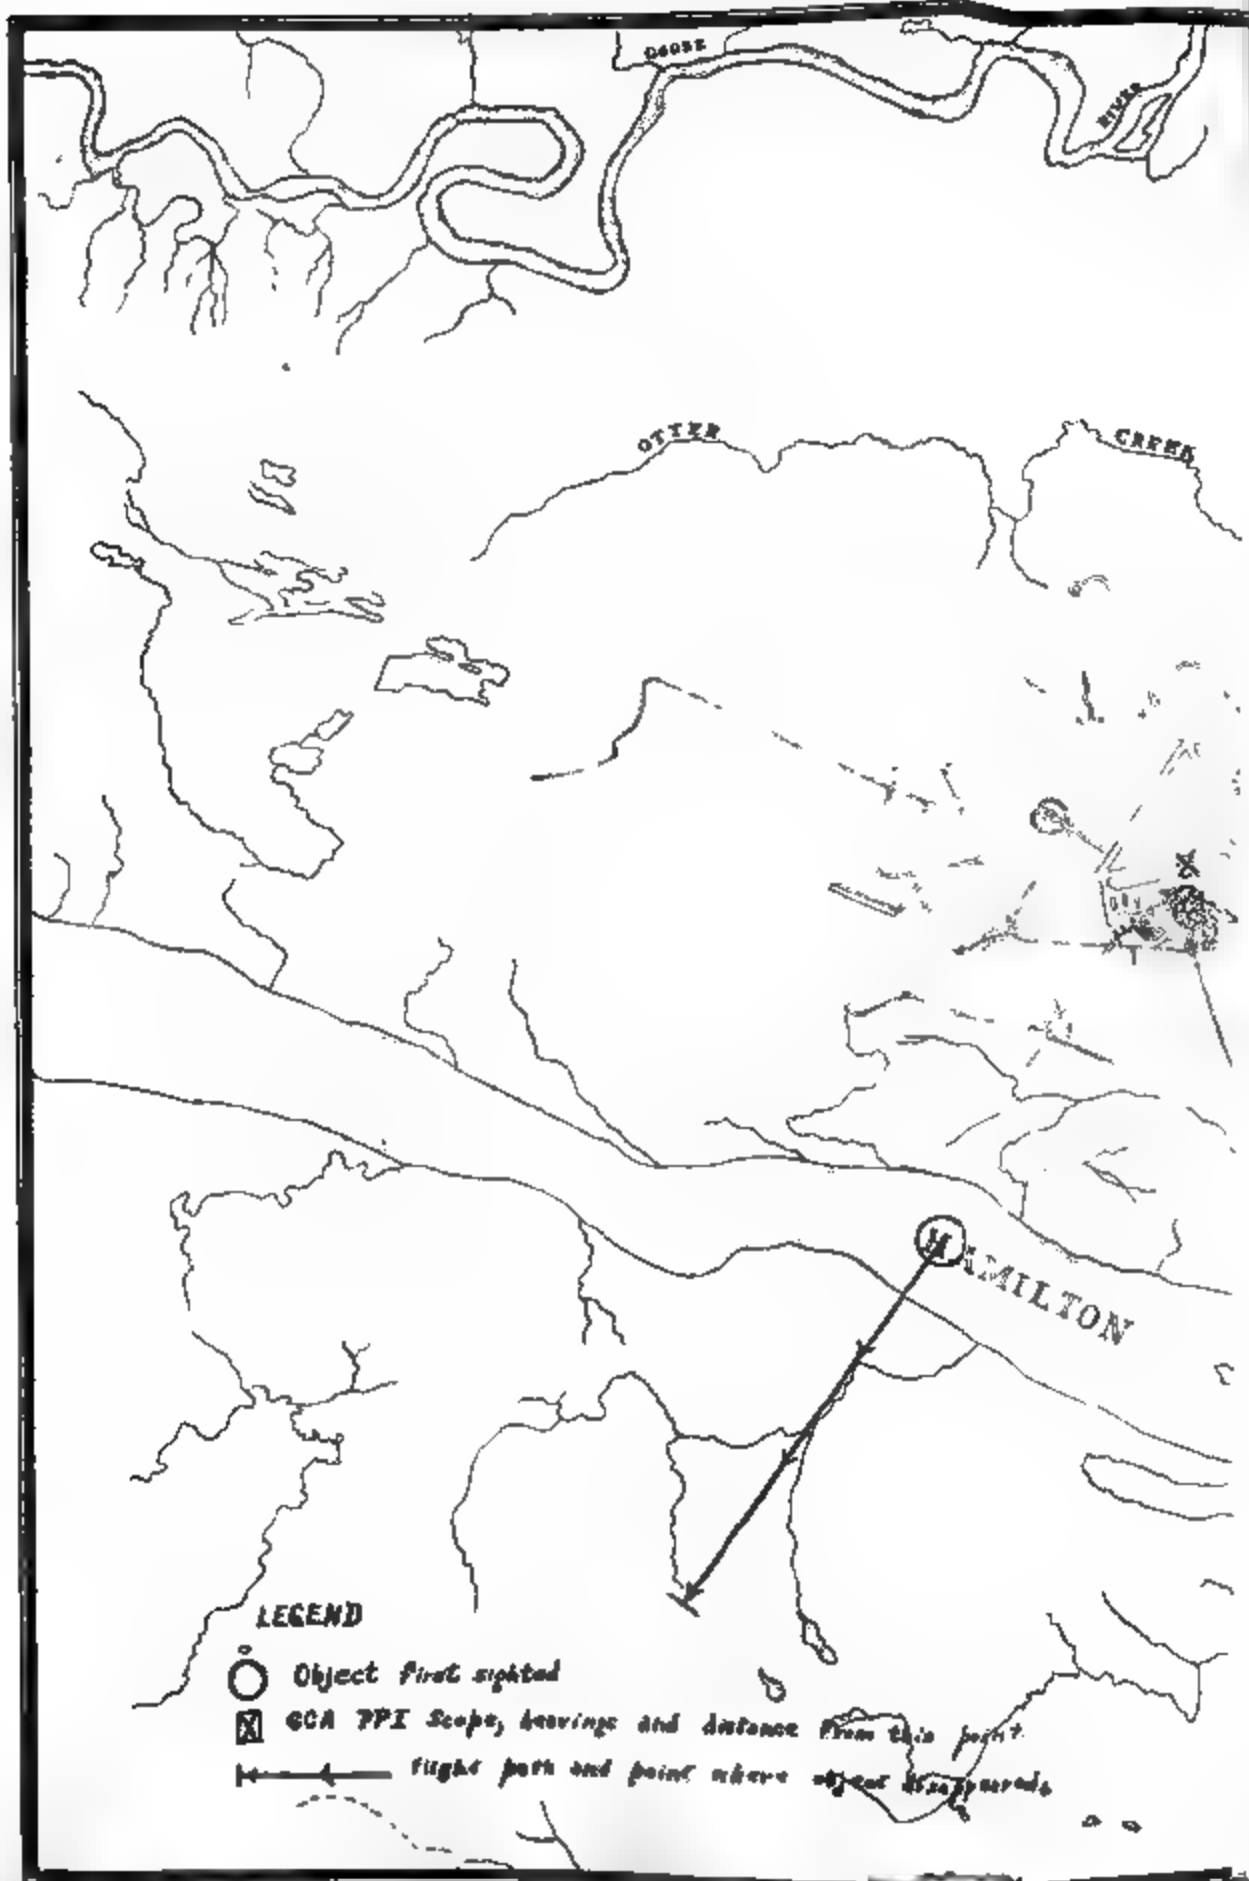 GOOSE
RIVER
OTTER
CREEK
HAMILTON
LEGEND
Object first sighted
GCA PPI Scope, bearings and distance from this point
flight path and point where object disappeared.